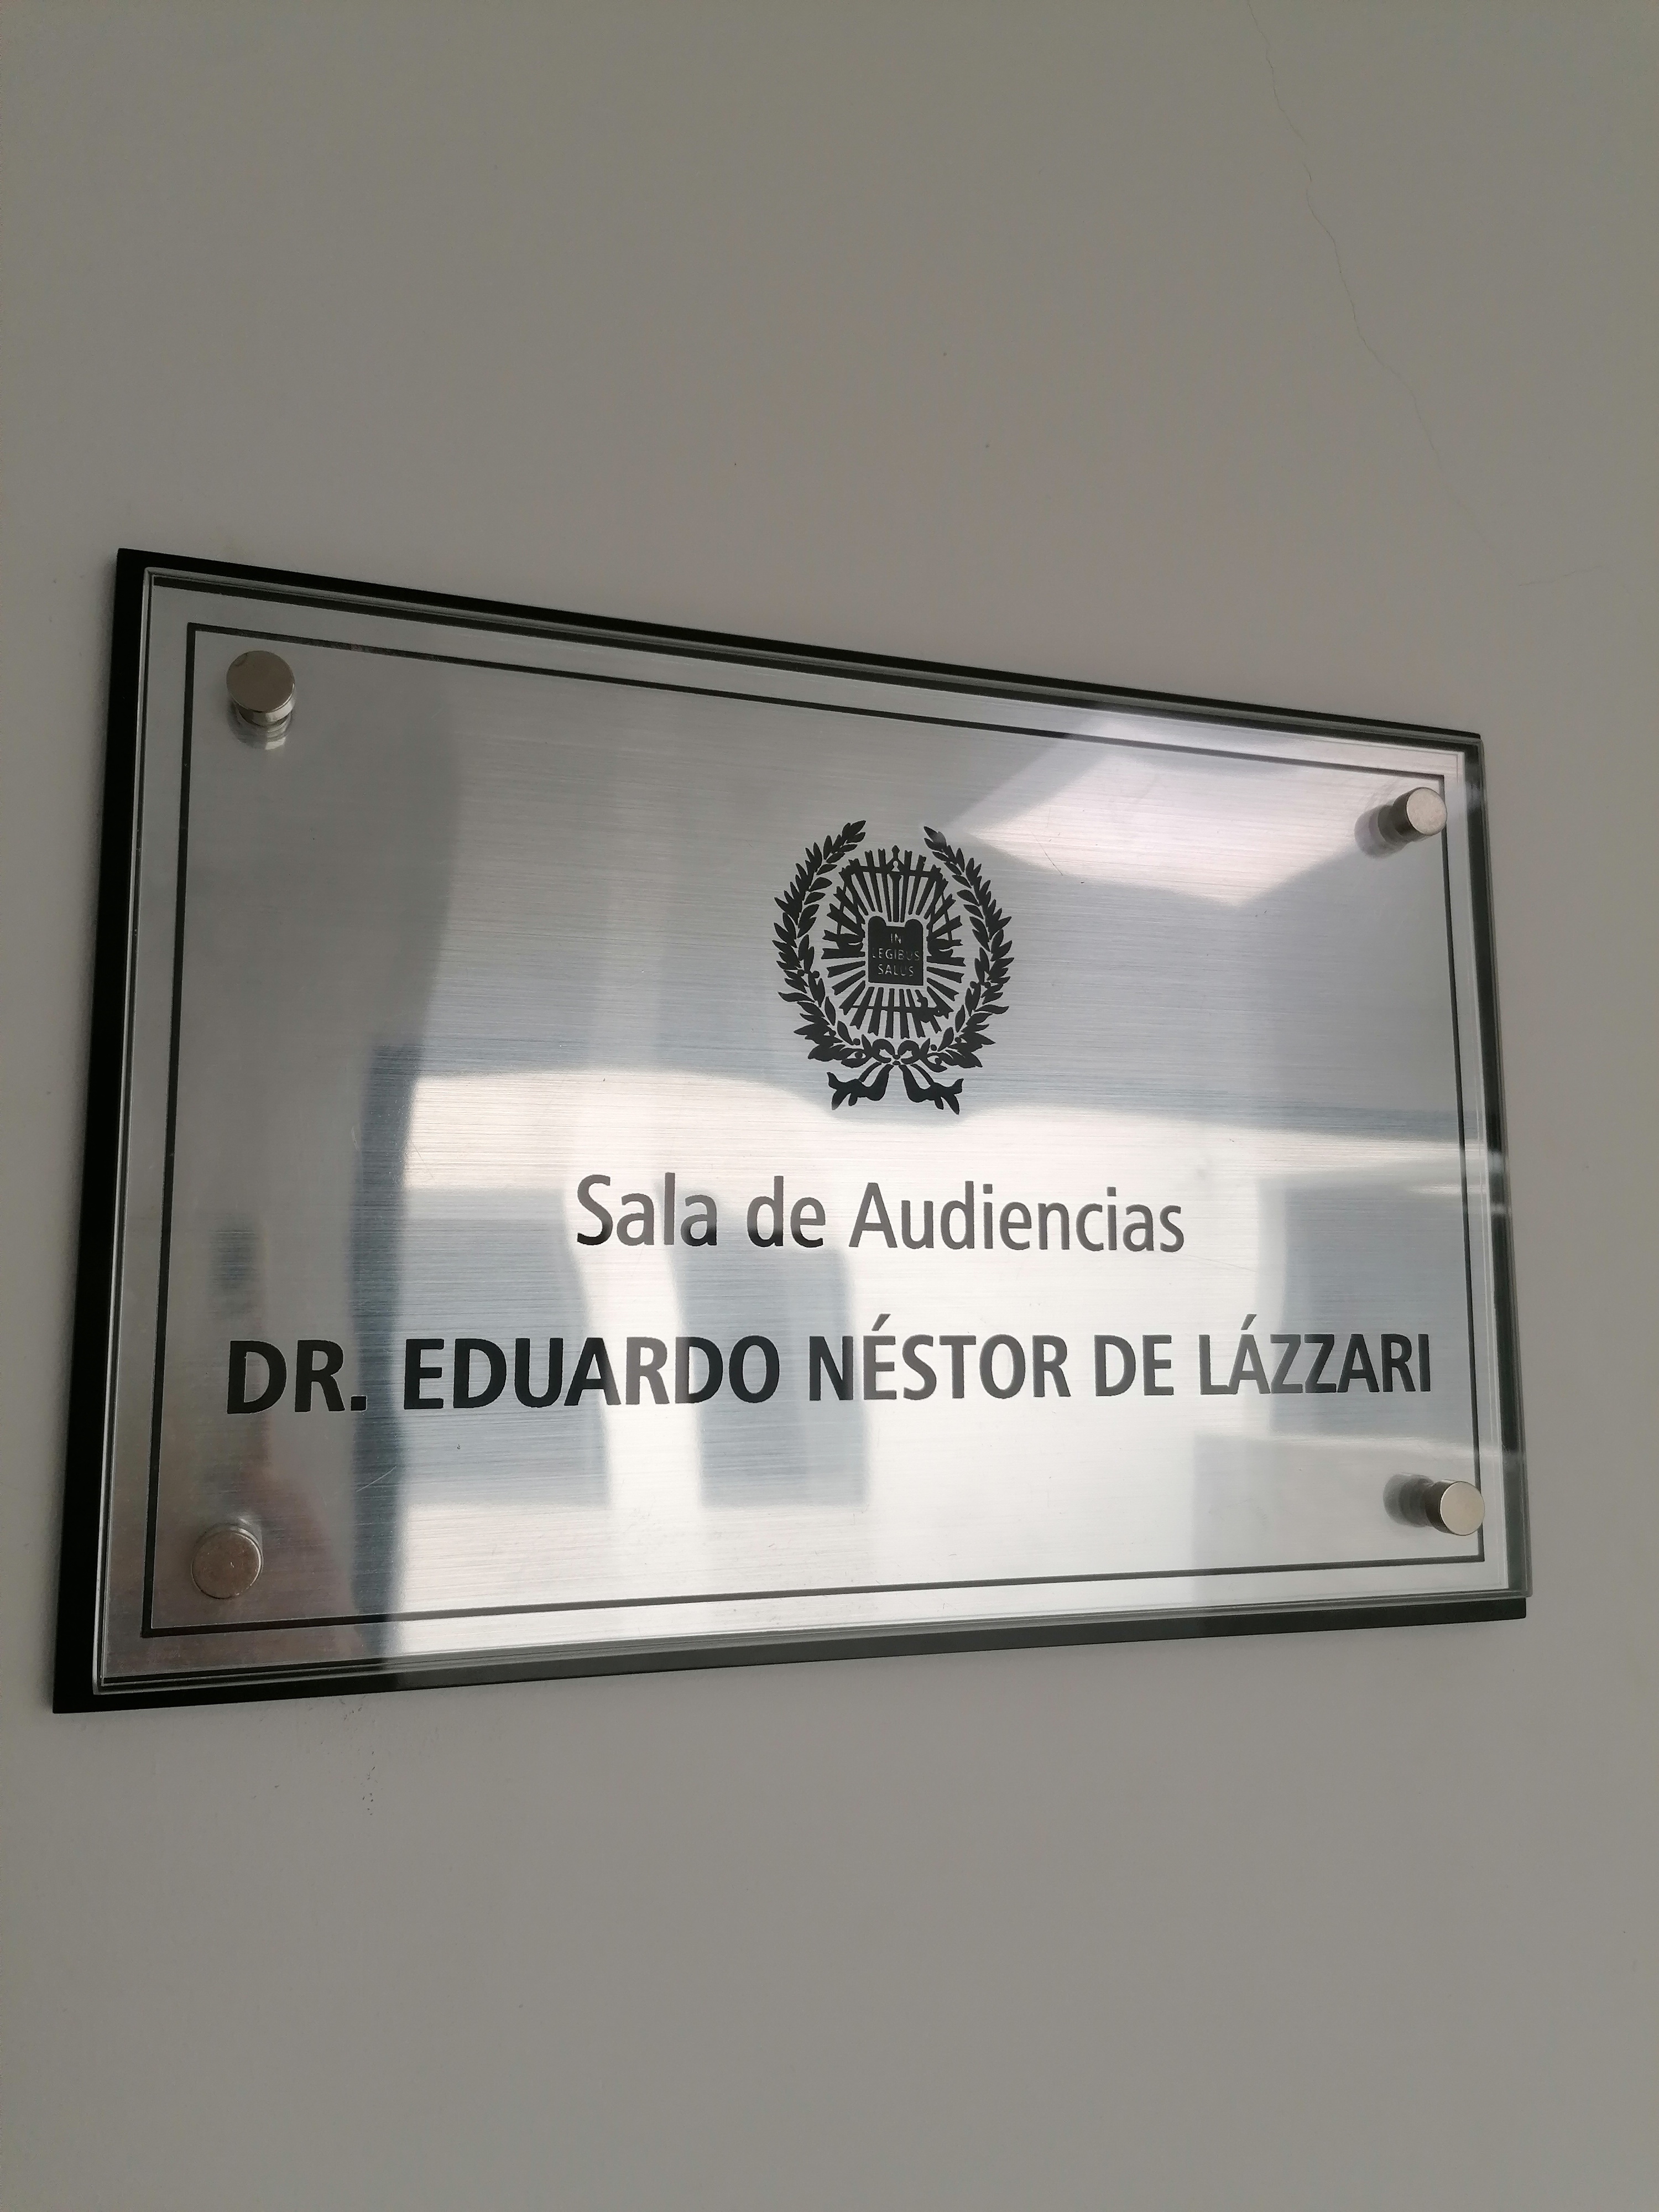 IN
LEGIBUS
SALUS
Sala de Audiencias
DR. EDUARDO NÉSTOR DE LÁZZARI